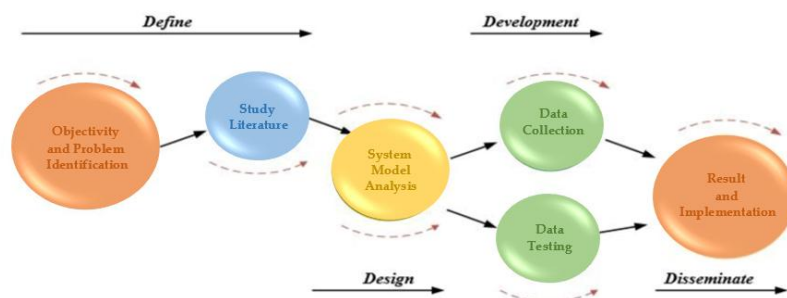 Define
Development
Objectivity
and Problem
Identification
Study
Literature
System
Model
Analysis
Data
Collection
Data
Testing
Result
and
Implementation
Design
Disseminate